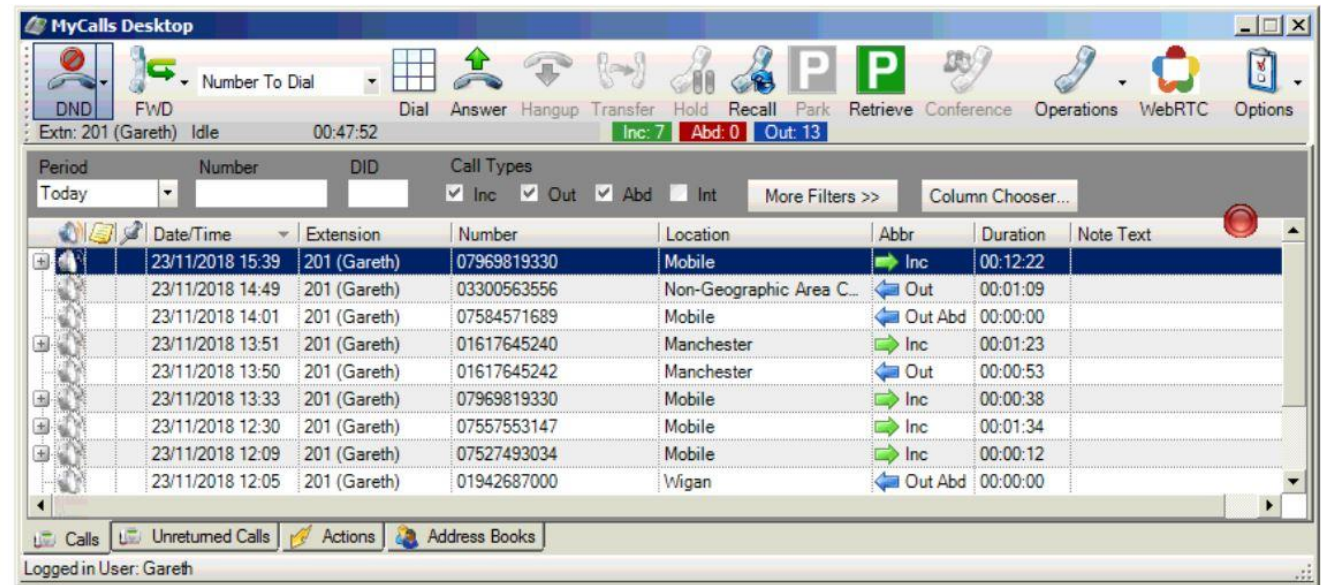 MyCalls Desktop
Number To Dial
DND FWD Dial Answer Hangup Transfer Hold Recall Park Retrieve Conference Operations WebRTC Options
Extn: 201 (Gareth) Idle 00:47:52 Inc: 7 Abd: 0 Out: 13
Period Number DID Call Types
Today Inc Out Abd Int More Filters >> Column Chooser...
Date/Time Extension Number Location Abbr Duration Note Text
23/11/2018 15:39 201 (Gareth) 07969819330 Mobile Inc 00:12:22
23/11/2018 14:49 201 (Gareth) 03300563556 Non-Geographic Area C... Out 00:01:09
23/11/2018 14:01 201 (Gareth) 07584571689 Mobile Out Abd 00:00:00
23/11/2018 13:51 201 (Gareth) 01617645240 Manchester Inc 00:01:23
23/11/2018 13:50 201 (Gareth) 01617645242 Manchester Out 00:00:53
23/11/2018 13:33 201 (Gareth) 07969819330 Mobile Inc 00:00:38
23/11/2018 12:30 201 (Gareth) 07557553147 Mobile Inc 00:01:34
23/11/2018 12:09 201 (Gareth) 07527493034 Mobile Inc 00:00:12
23/11/2018 12:05 201 (Gareth) 01942687000 Wigan Out Abd 00:00:00
Calls Unreturned Calls Actions Address Books
Logged in User: Gareth